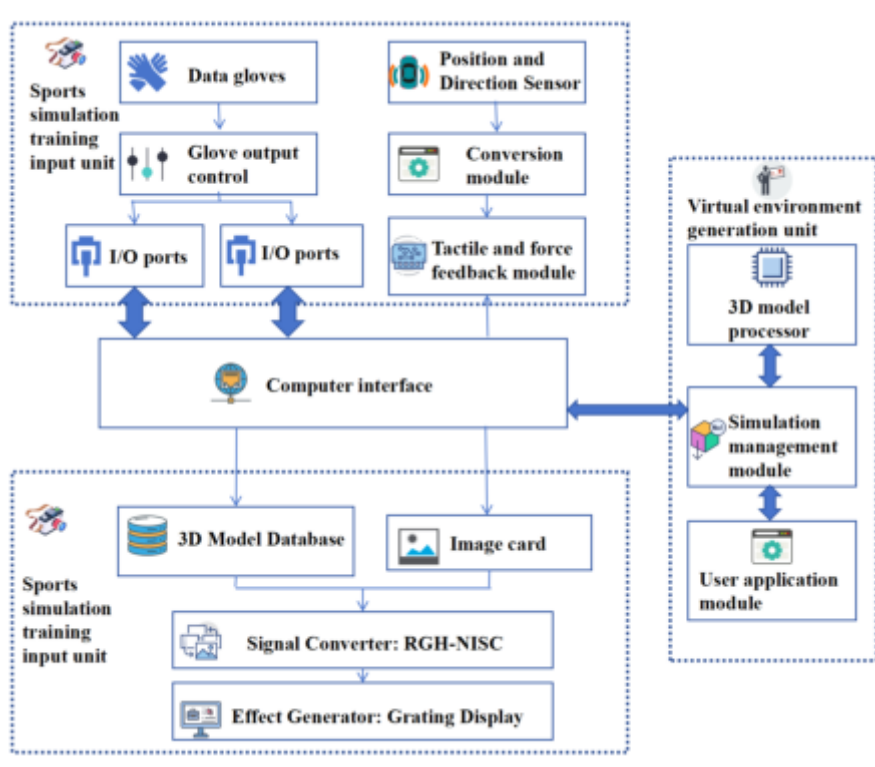 Sports
simulation
training
input unit
Data gloves
Position and
Direction Sensor
Glove output
control
Conversion
module
I/O ports
I/O ports
Tactile and force
feedback module
Virtual environment
generation unit
3D model
processor
Computer interface
Simulation
management
module
3D Model Database
Image card
User application
module
Sports
simulation
training
input unit
Signal Converter: RGH-NISC
Effect Generator: Grating Display